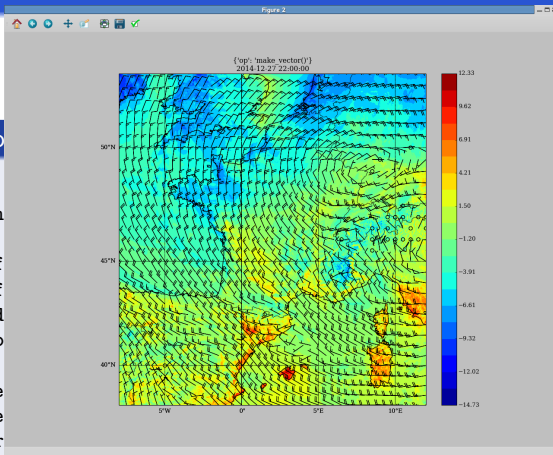 Figure 2
{'op': 'make_vector()'}
2014-12-27 22:00:00
12.33
9.62
6.91
4.21
1.50
−1.20
−3.91
−6.61
−9.32
−12.02
−14.73
50°N
45°N
40°N
5°W
0°
5°E
10°E